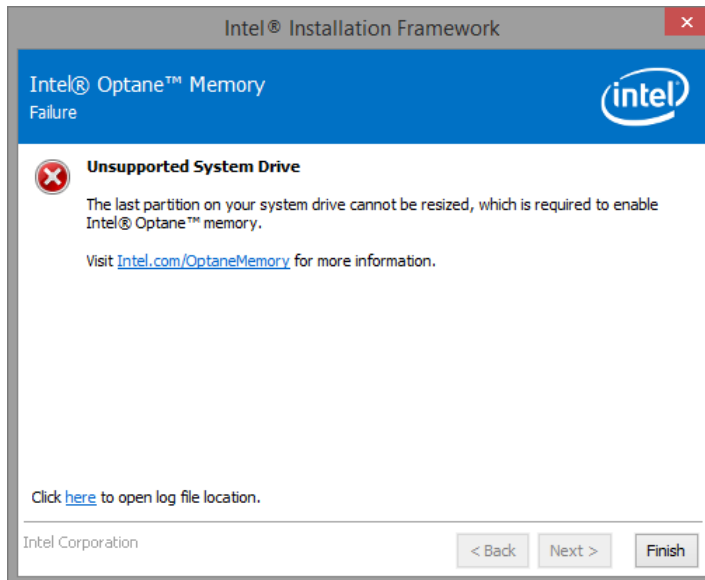 Intel® Installation Framework
Intel® Optane™ Memory
Failure
intel
Unsupported System Drive
The last partition on your system drive cannot be resized, which is required to enable
Intel® Optane™ memory.
Visit Intel.com/OptaneMemory for more information.
Click here to open log file location.
Intel Corporation
< Back Next > Finish